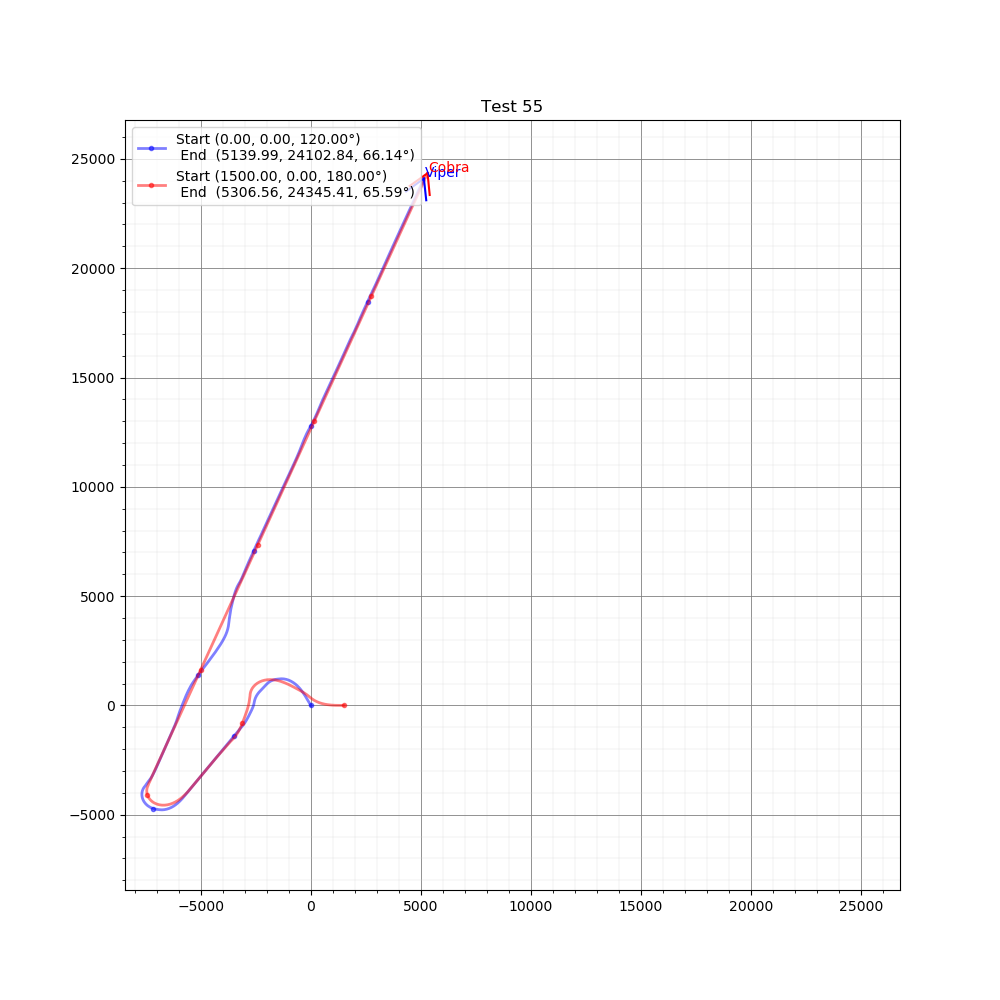 Test 55
Start (0.00, 0.00, 120.00°)
End (5139.99, 24102.84, 66.14°)
Start (1500.00, 0.00, 180.00°)
End (5306.56, 24345.41, 65.59°)
Cobra
Viper
25000
20000
15000
10000
5000
0
−5000
−5000
0
5000
10000
15000
20000
25000